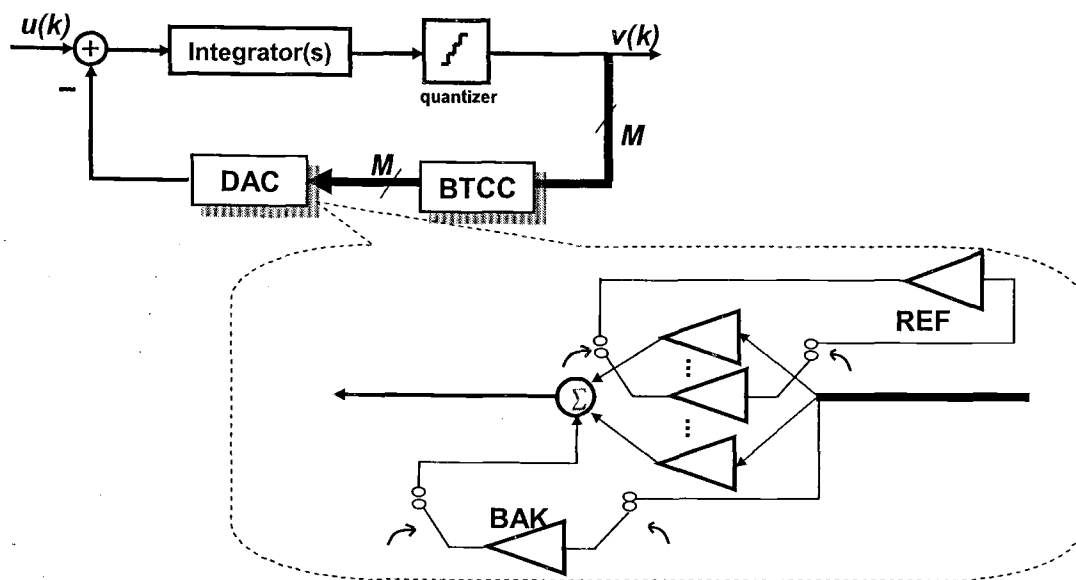 u(k)
+
−
Integrator(s)
quantizer
v(k)
M
DAC
M
BTCC
REF
Σ
BAK